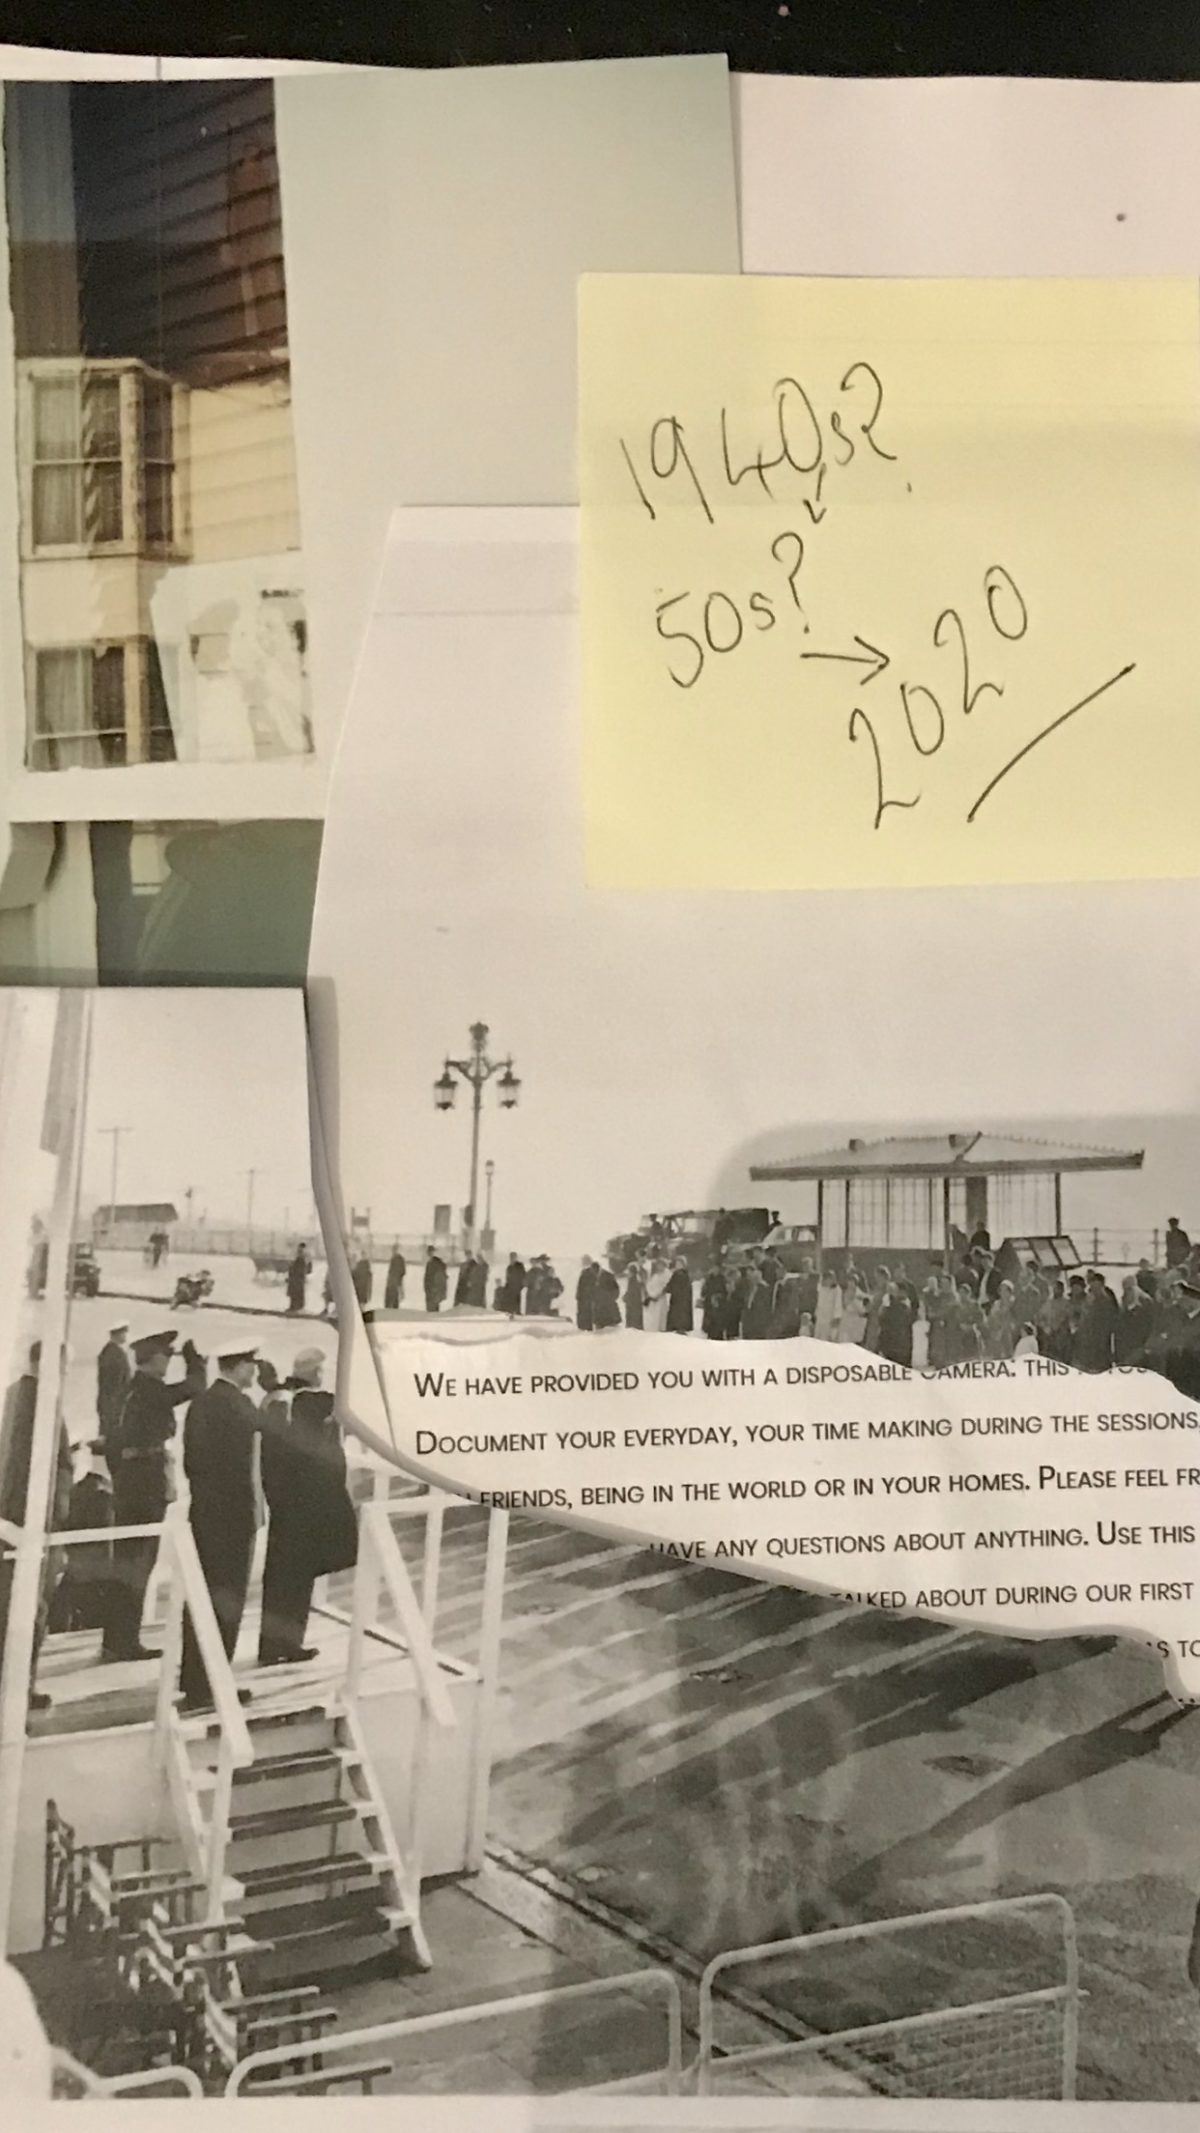 1940s?
50s?
→ 2020
WE HAVE PROVIDED YOU WITH A DISPOSABLE CAMERA. THIS
DOCUMENT YOUR EVERYDAY, YOUR TIME MAKING DURING THE SESSIONS,
FRIENDS, BEING IN THE WORLD OR IN YOUR HOMES. PLEASE FEEL FR
HAVE ANY QUESTIONS ABOUT ANYTHING. USE THIS
TALKED ABOUT DURING OUR FIRST
S TO